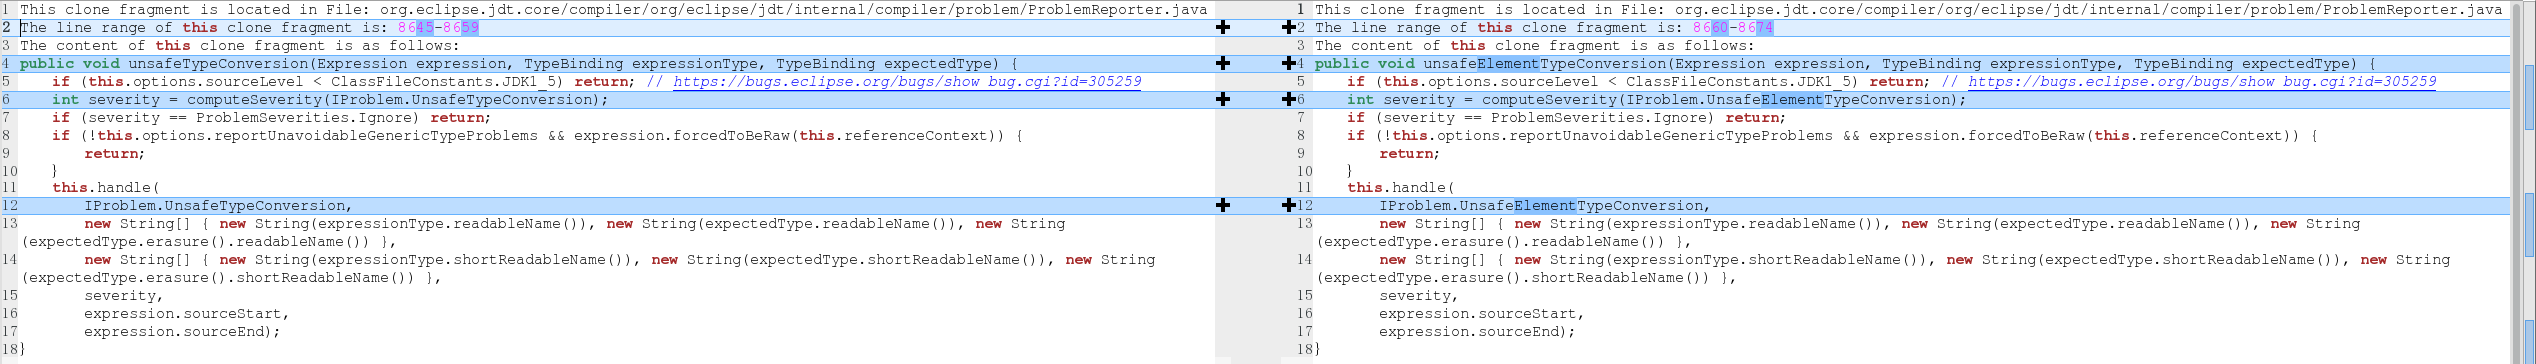 1 This clone fragment is located in File: org.eclipse.jdt.core/compiler/org/eclipse/jdt/internal/compiler/problem/ProblemReporter.java
2 The line range of this clone fragment is: 8645-8659
3 The content of this clone fragment is as follows:
4 public void unsafeTypeConversion(Expression expression, TypeBinding expressionType, TypeBinding expectedType) {
5     if (this.options.sourceLevel < ClassFileConstants.JDK1_5) return; // https://bugs.eclipse.org/bugs/show_bug.cgi?id=305259
6     int severity = computeSeverity(IProblem.UnsafeTypeConversion);
7     if (severity == ProblemSeverities.Ignore) return;
8     if (!this.options.reportUnavoidableGenericTypeProblems && expression.forcedToBeRaw(this.referenceContext)) {
9         return;
10    }
11    this.handle(
12        IProblem.UnsafeTypeConversion,
13        new String[] { new String(expressionType.readableName()), new String(expectedType.readableName()), new String
(expectedType.erasure().readableName()) },
14        new String[] { new String(expressionType.shortReadableName()), new String(expectedType.shortReadableName()), new String
(expectedType.erasure().shortReadableName()) },
15        severity,
16        expression.sourceStart,
17        expression.sourceEnd);
18 }
1 This clone fragment is located in File: org.eclipse.jdt.core/compiler/org/eclipse/jdt/internal/compiler/problem/ProblemReporter.java
2 The line range of this clone fragment is: 8660-8674
3 The content of this clone fragment is as follows:
4 public void unsafeElementTypeConversion(Expression expression, TypeBinding expressionType, TypeBinding expectedType) {
5     if (this.options.sourceLevel < ClassFileConstants.JDK1_5) return; // https://bugs.eclipse.org/bugs/show_bug.cgi?id=305259
6     int severity = computeSeverity(IProblem.UnsafeElementTypeConversion);
7     if (severity == ProblemSeverities.Ignore) return;
8     if (!this.options.reportUnavoidableGenericTypeProblems && expression.forcedToBeRaw(this.referenceContext)) {
9         return;
10    }
11    this.handle(
12        IProblem.UnsafeElementTypeConversion,
13        new String[] { new String(expressionType.readableName()), new String(expectedType.readableName()), new String
(expectedType.erasure().readableName()) },
14        new String[] { new String(expressionType.shortReadableName()), new String(expectedType.shortReadableName()), new String
(expectedType.erasure().shortReadableName()) },
15        severity,
16        expression.sourceStart,
17        expression.sourceEnd);
18 }